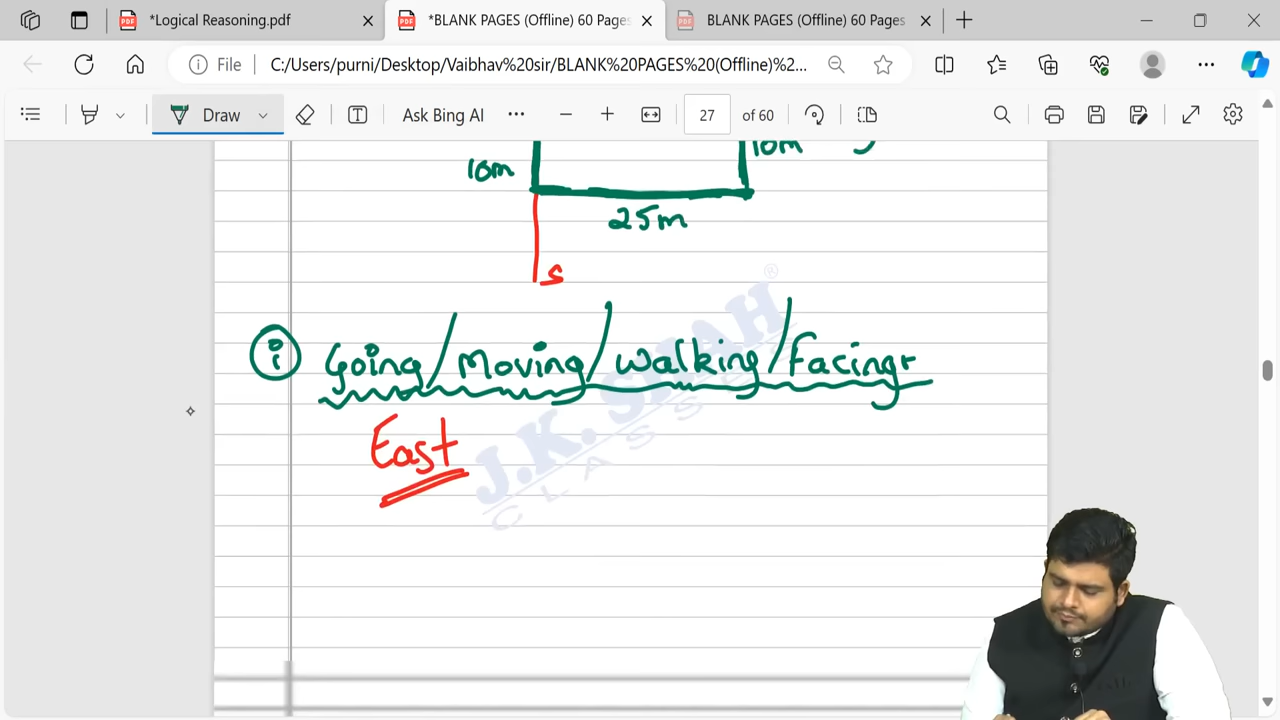 *Logical Reasoning.pdf
*BLANK PAGES (Offline) 60 Pages
BLANK PAGES (Offline) 60 Pages
File C:/Users/purni/Desktop/Vaibhav%20sir/BLANK%20PAGES%20(Offline)%2...
Draw Ask Bing AI 27 of 60
10m 10m
25m
S
i Going/Moving/Walking/Facing
East
J.K. SHAH ®
CLASSES